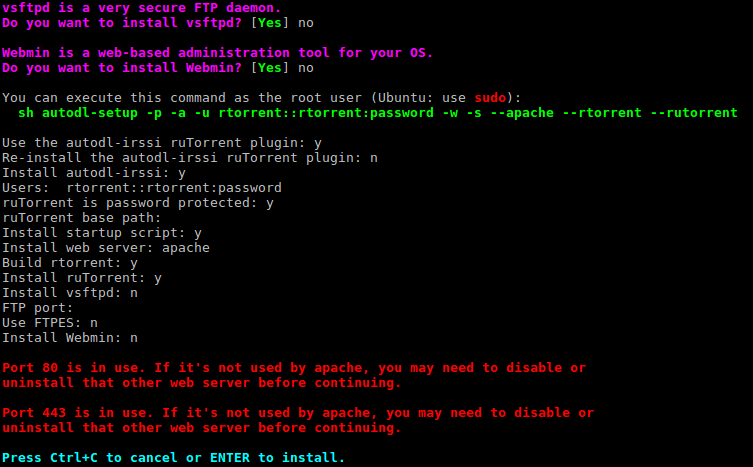 vsftpd is a very secure FTP daemon.
Do you want to install vsftpd? [Yes] no
Webmin is a web-based administration tool for your OS.
Do you want to install Webmin? [Yes] no
You can execute this command as the root user (Ubuntu: use sudo):
sh autodl-setup -p -a -u rtorrent::rtorrent:password -w -s --apache --rtorrent --rutorrent
Use the autodl-irssi ruTorrent plugin: y
Re-install the autodl-irssi ruTorrent plugin: n
Install autodl-irssi: y
Users:  rtorrent::rtorrent:password
ruTorrent is password protected: y
ruTorrent base path:
Install startup script: y
Install web server: apache
Build rtorrent: y
Install ruTorrent: y
Install vsftpd: n
FTP port:
Use FTPES: n
Install Webmin: n
Port 80 is in use. If it's not used by apache, you may need to disable or
uninstall that other web server before continuing.
Port 443 is in use. If it's not used by apache, you may need to disable or
uninstall that other web server before continuing.
Press Ctrl+C to cancel or ENTER to install.